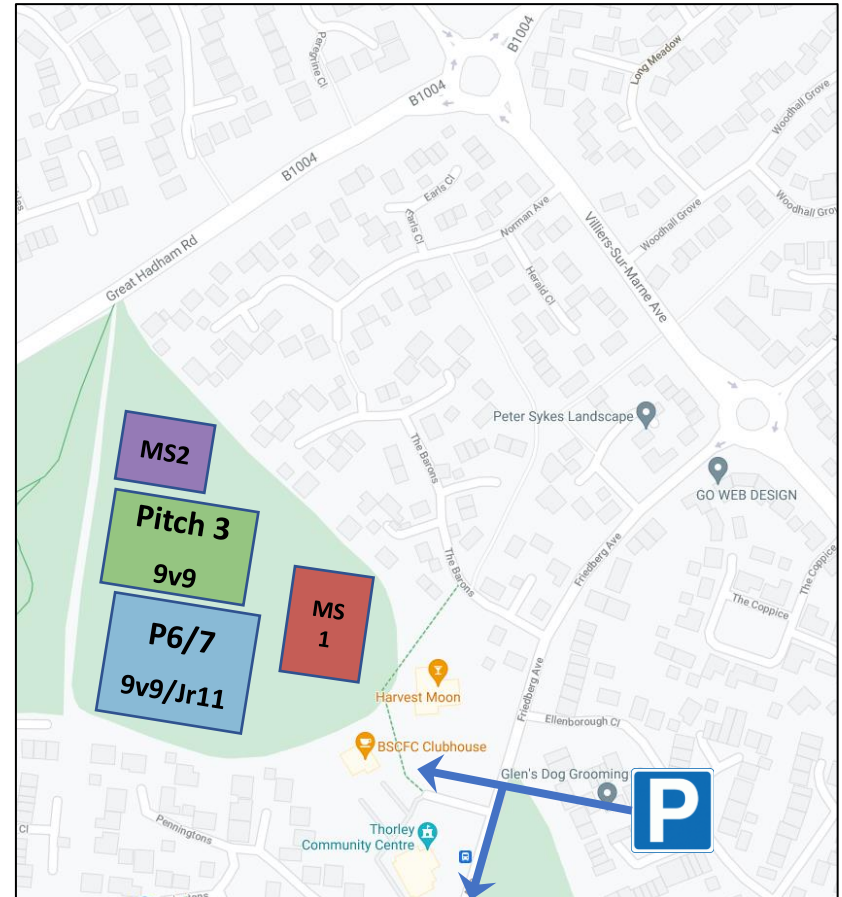 B1004
Peregrine Cl
Long Meadow
B1004
Woodhall Grove
B1004
Earls Cl
Earls Cl
Norman Ave
Woodhall Grov
Woodhall Grove
Villiers-Sur-Marne Ave
Great Hadham Rd
Herald Cl
Peter Sykes Landscape
MS2
The Barons
GO WEB DESIGN
Pitch 3
9v9
Friedberg Ave
The Coppice
The Barons
The Coppice
MS
1
P6/7
9v9/Jr11
Harvest Moon
Friedberg Ave
Ellenborough Cl
BSCFC Clubhouse
Glen's Dog Grooming
P
Cl
Penningtons
Thorley
Community Centre